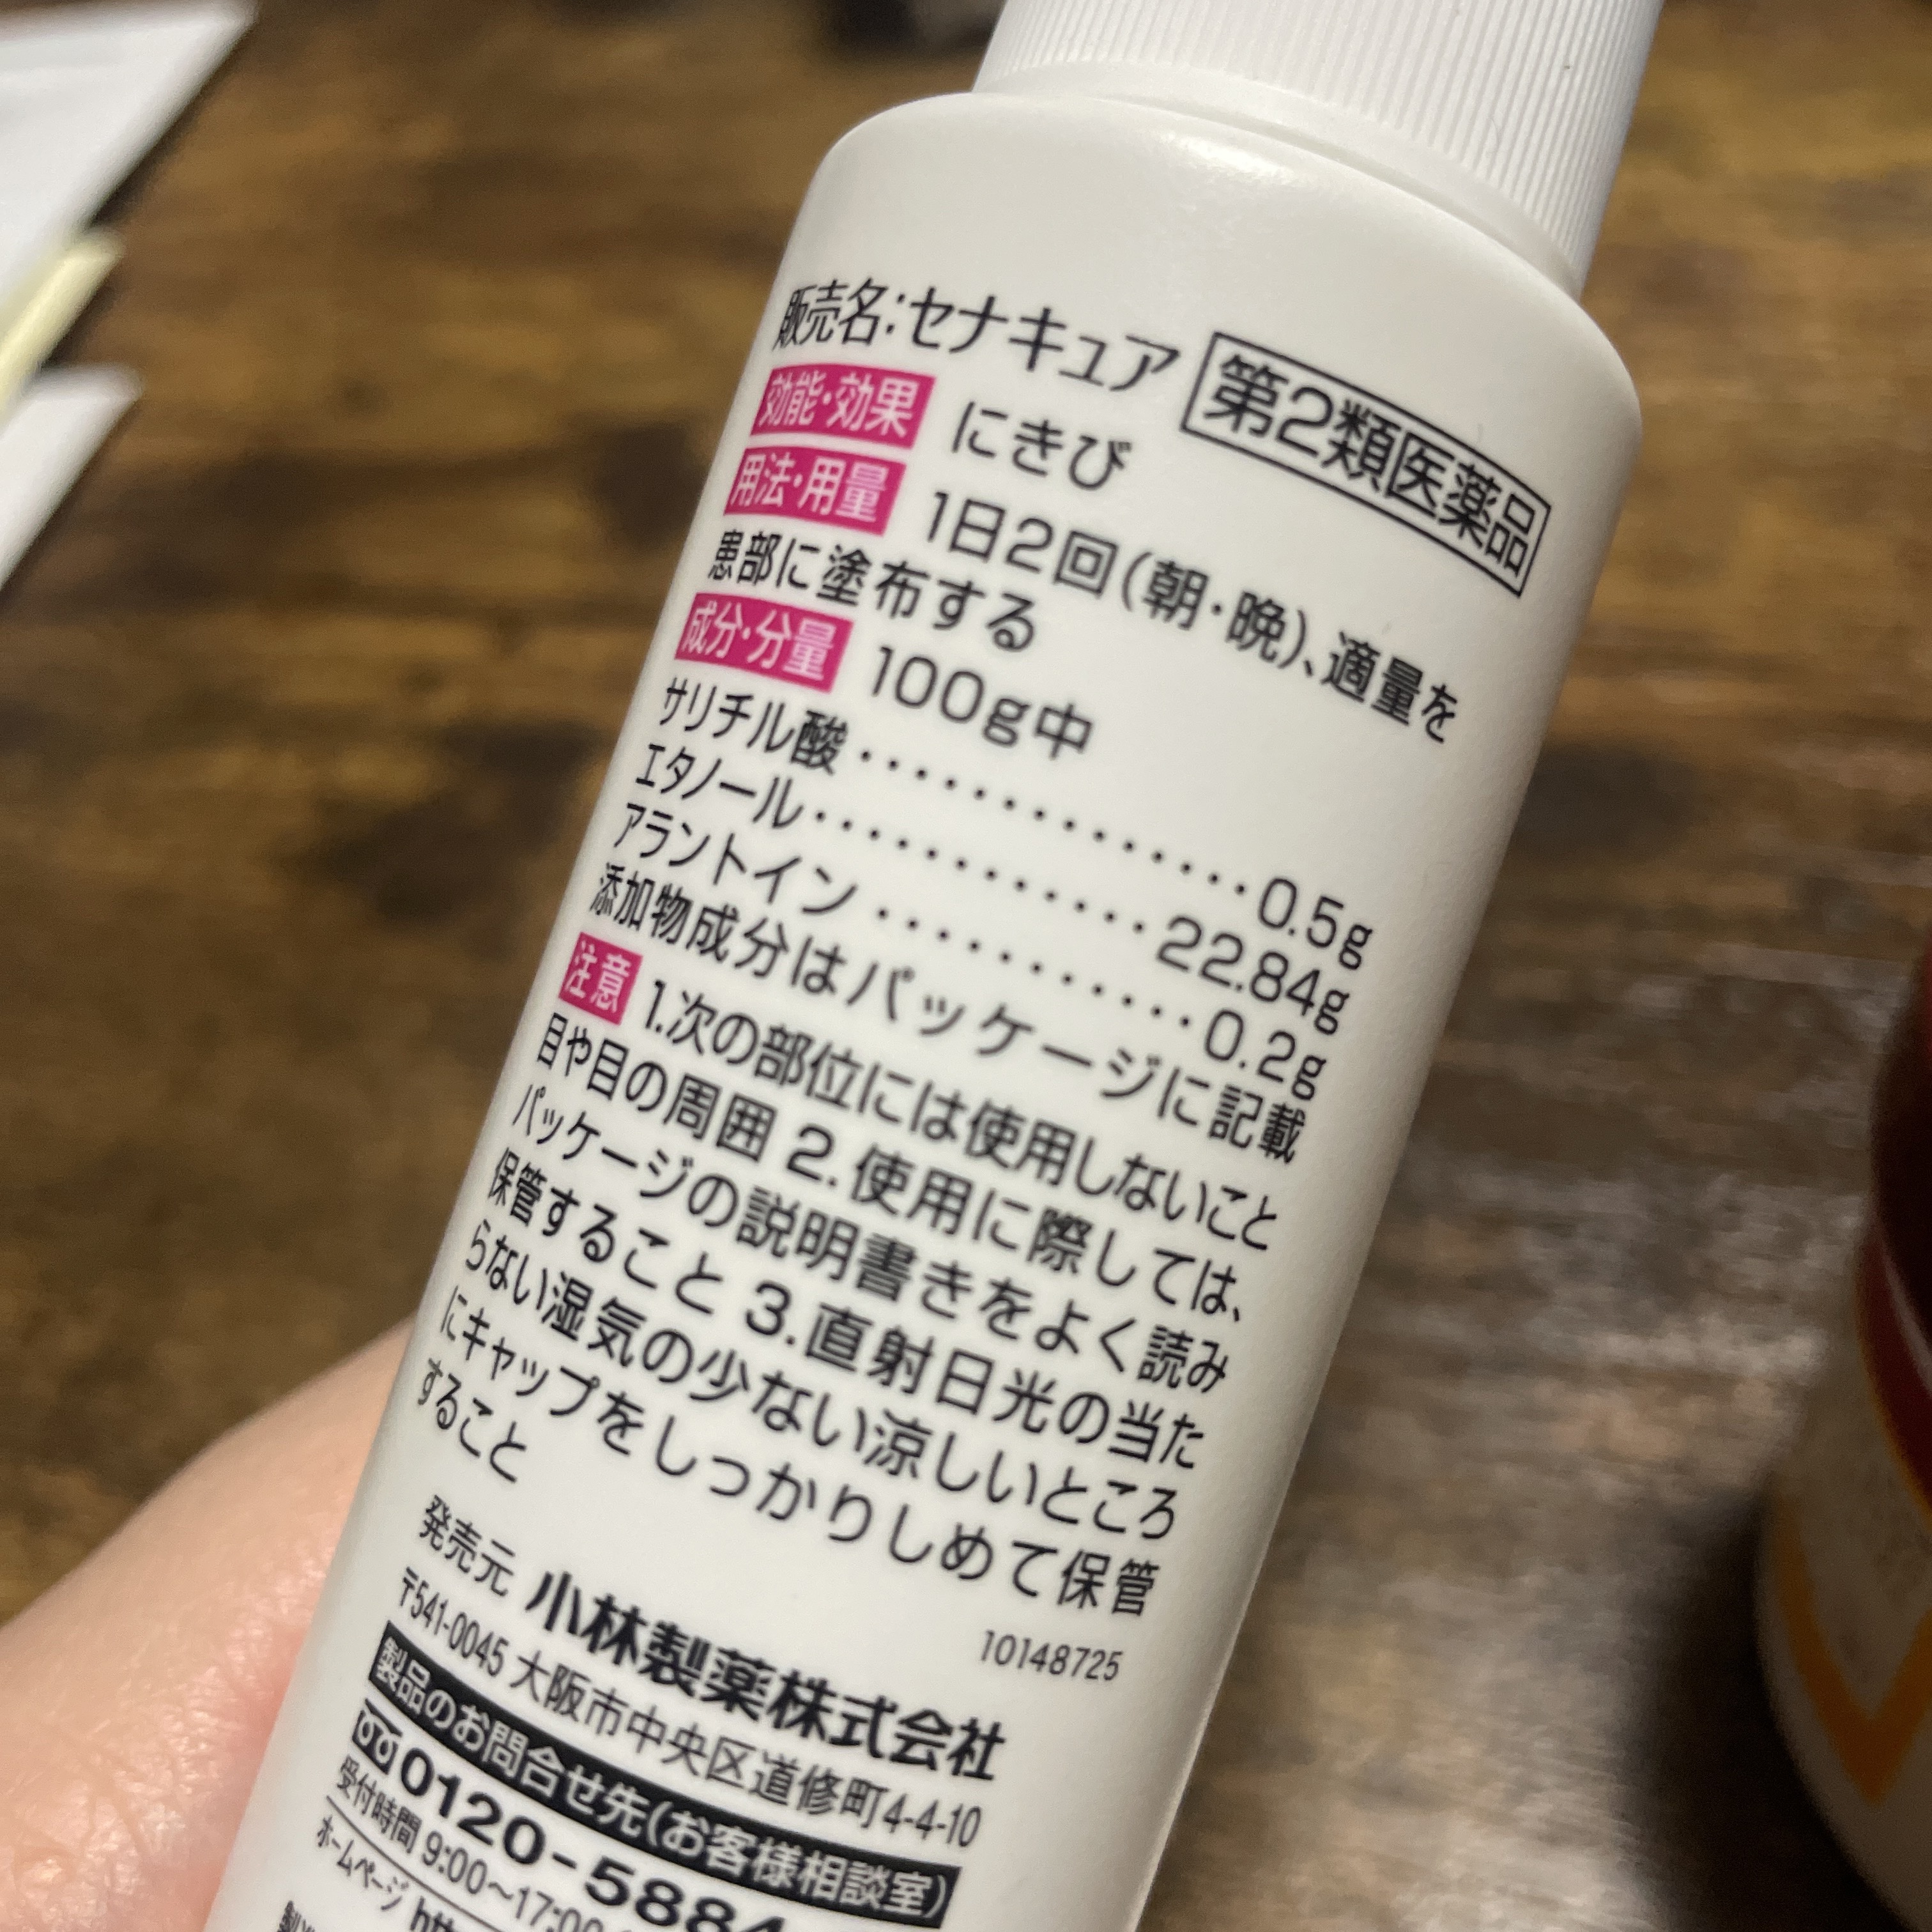 販売名:セナキュア 第2類医薬品
効能・効果 にきび
用法・用量 1日2回(朝・晩)、適量を
患部に塗布する
成分・分量 100g中
サリチル酸・・・・・・・・・・・・・・0.5g
エタノール・・・・・・・・・・・・22.84g
アラントイン・・・・・・・・・・・・0.2g
添加物成分はパッケージに記載
注意 1.次の部位には使用しないこと
目や目の周囲 2.使用に際しては、
パッケージの説明書きをよく読み
保管すること 3.直射日光の当た
らない湿気の少ない涼しいところ
にキャップをしっかりしめて保管
すること
10148725
発売元 小林製薬株式会社
〒541-0045 大阪市中央区道修町4-4-10
製品のお問合せ先(お客様相談室)
0120-5884
受付時間 9:00〜17:00
ホームページ